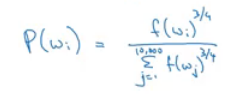 P(wᵢ) = f(wᵢ)^{3/4} / Σ_{j=1}^{10,000} f(wⱼ)^{3/4}